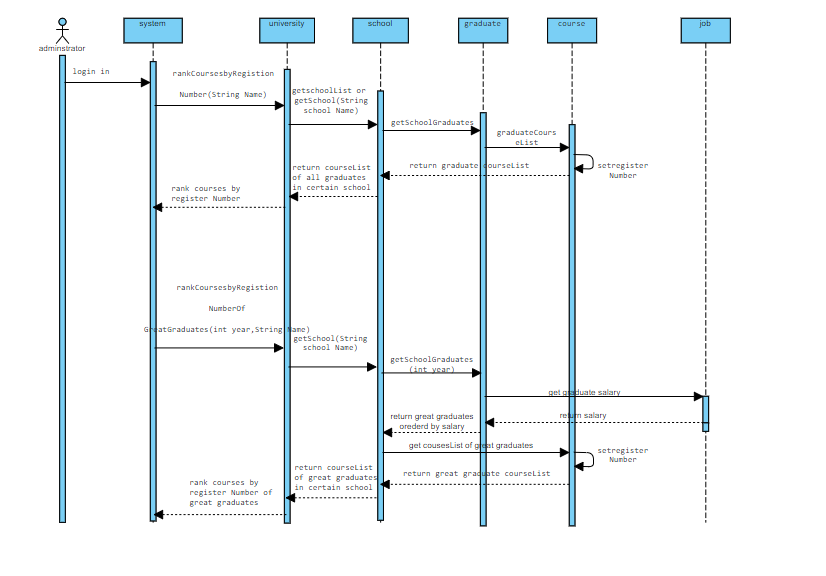 system
university
school
graduate
course
job
adminstrator
login in
rankCoursesbyRegistion
Number(String Name)
getschoolList or
getSchool(String
school Name)
getSchoolGraduates
graduateCours
eList
setregister
Number
return graduate courseList
return courseList
of all graduates
in certain school
rank courses by
register Number
rankCoursesbyRegistion
NumberOf
GreatGraduates(int year,String Name)
getSchool(String
school Name)
getSchoolGraduates
(int year)
get graduate salary
return salary
return great graduates
orederd by salary
get cousesList of great graduates
setregister
Number
return great graduate courseList
return courseList
of great graduates
in certain school
rank courses by
register Number of
great graduates